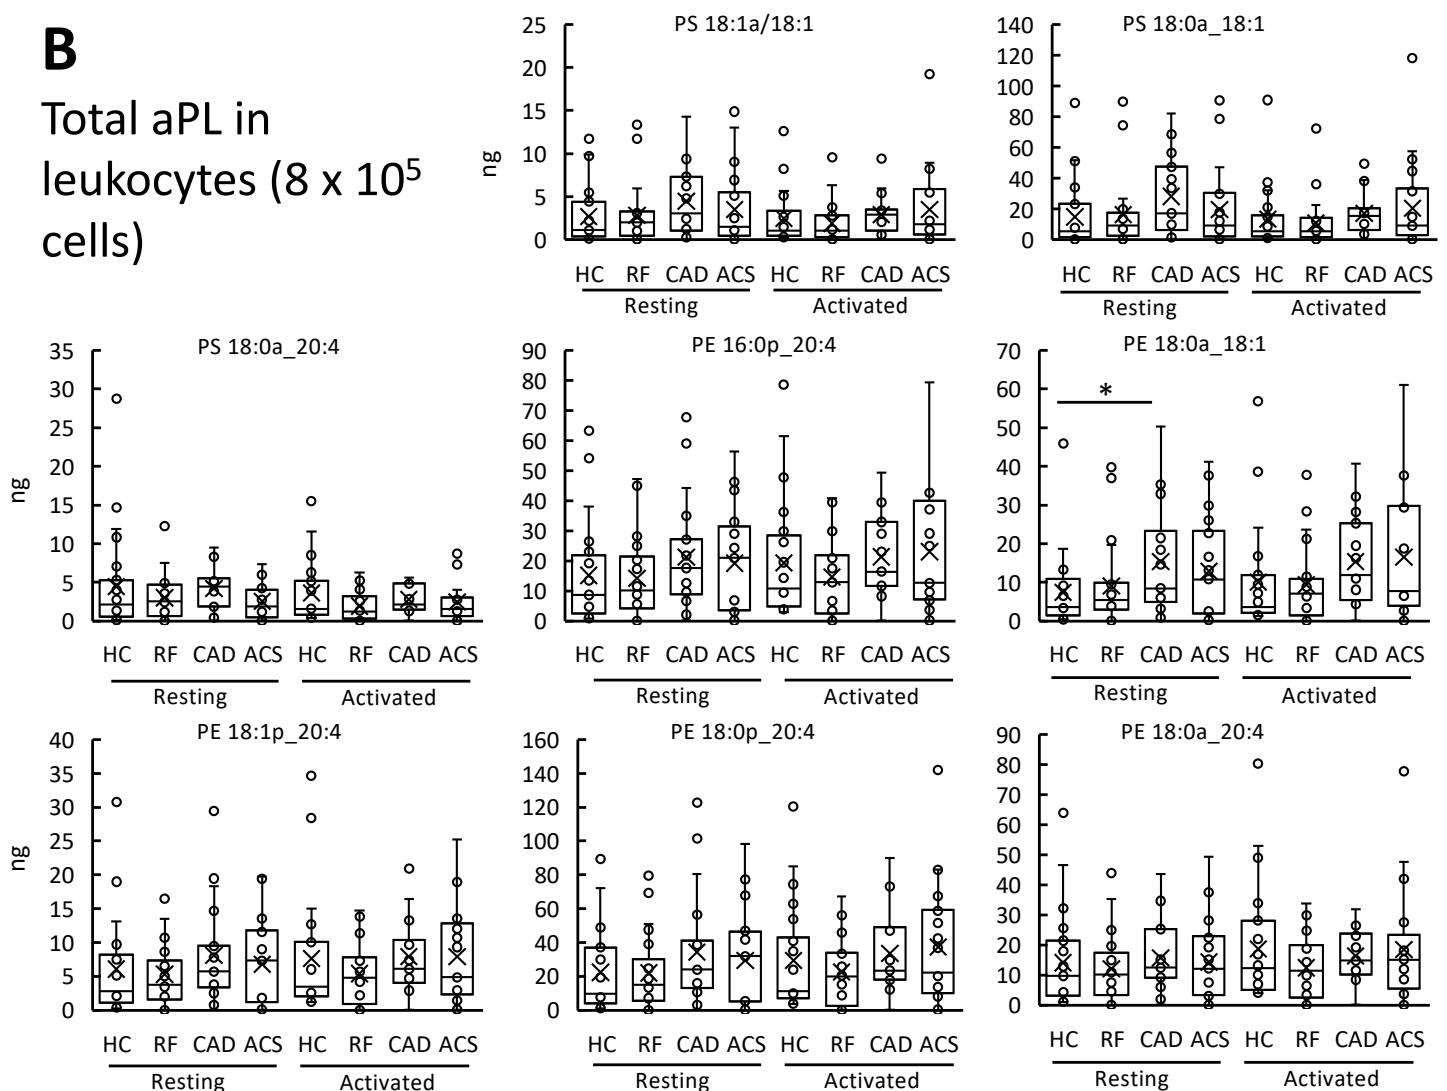 B
Total aPL in
leukocytes (8 x 10⁵
cells)
PS 18:1a/18:1
25
20
15
10
5
0
ng
HC RF CAD ACS HC RF CAD ACS
Resting Activated
PS 18:0a_18:1
140
120
100
80
60
40
20
0
HC RF CAD ACS HC RF CAD ACS
Resting Activated
PS 18:0a_20:4
35
30
25
20
15
10
5
0
ng
HC RF CAD ACS HC RF CAD ACS
Resting Activated
PE 16:0p_20:4
90
80
70
60
50
40
30
20
10
0
HC RF CAD ACS HC RF CAD ACS
Resting Activated
PE 18:0a_18:1
70
60
50
40
30
20
10
0
*
HC RF CAD ACS HC RF CAD ACS
Resting Activated
PE 18:1p_20:4
40
35
30
25
20
15
10
5
0
ng
HC RF CAD ACS HC RF CAD ACS
Resting Activated
PE 18:0p_20:4
160
140
120
100
80
60
40
20
0
HC RF CAD ACS HC RF CAD ACS
Resting Activated
PE 18:0a_20:4
90
80
70
60
50
40
30
20
10
0
HC RF CAD ACS HC RF CAD ACS
Resting Activated